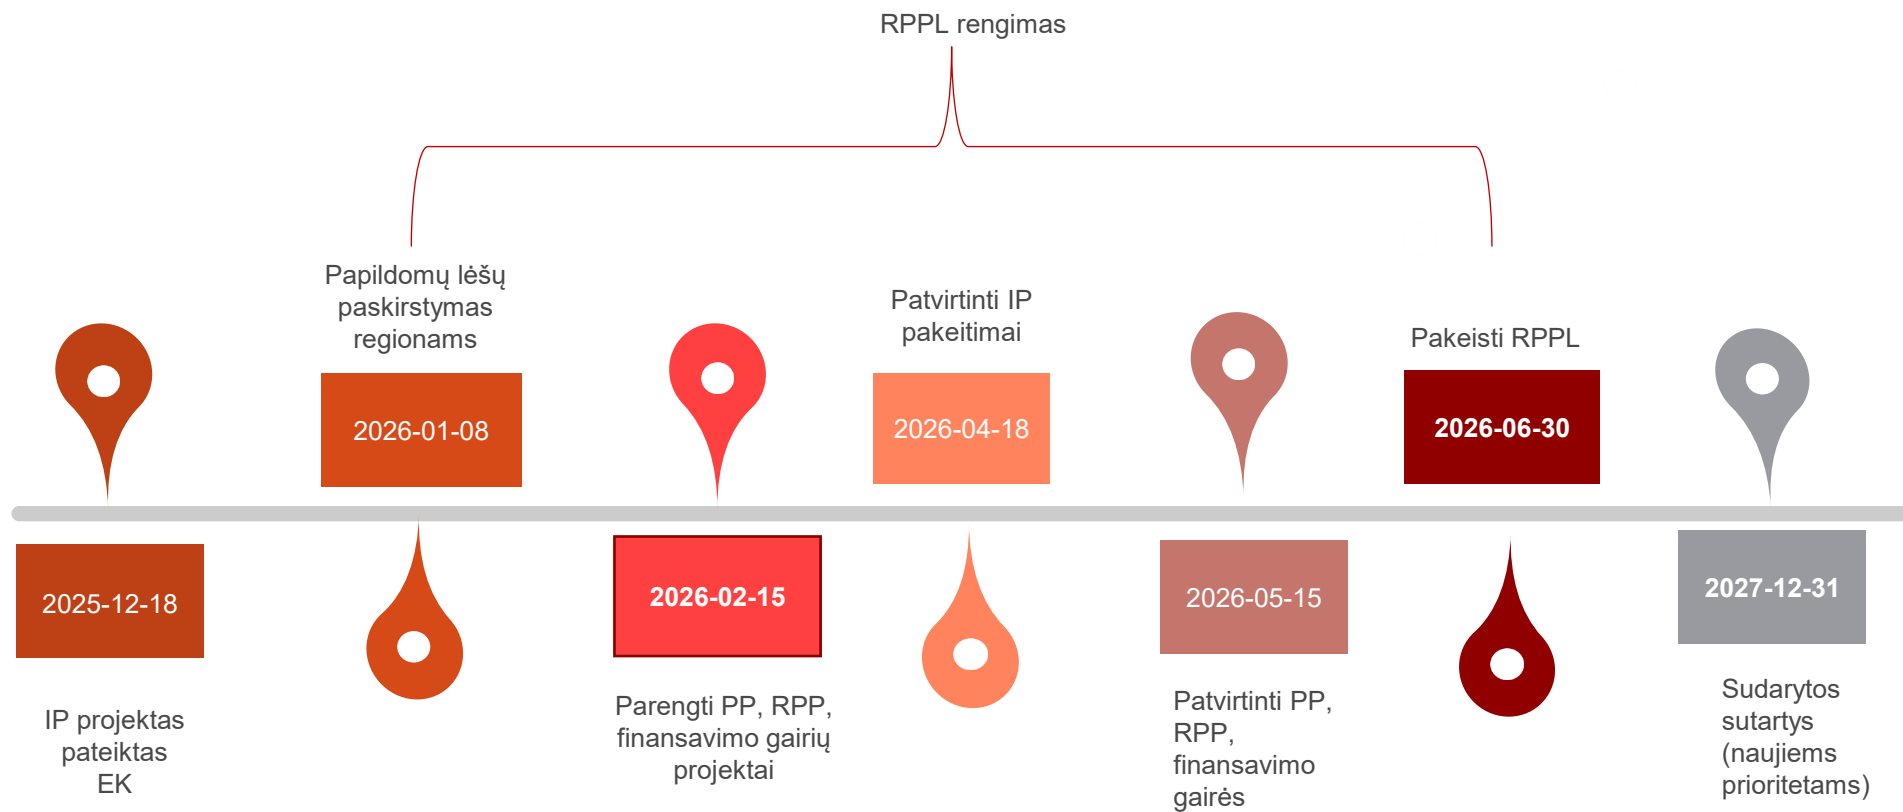 RPPL rengimas
Papildomų lėšų
paskirstymas
regionams
Patvirtinti IP
pakeitimai
Pakeisti RPPL
2026-01-08
2026-04-18
2026-06-30
2025-12-18
2026-02-15
2026-05-15
2027-12-31
IP projektas
pateiktas
EK
Parengti PP, RPP,
finansavimo gairių
projektai
Patvirtinti PP,
RPP,
finansavimo
gairės
Sudarytos
sutartys
(naujiems
prioritetams)